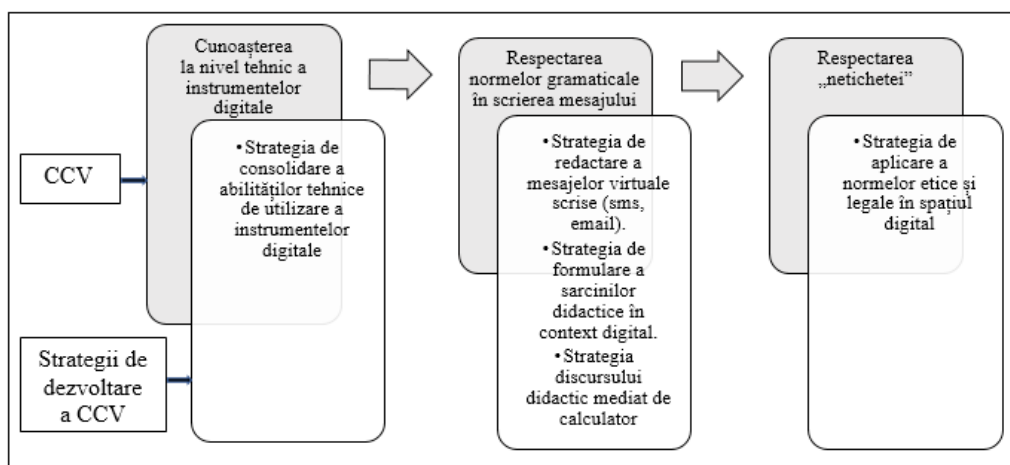 Cunoașterea
la nivel tehnic a
instrumentelor
digitale
Respectarea
normelor gramaticale
în scrierea mesajului
Respectarea
„netichetei”
CCV
•Strategia de
consolidare a
abilităților tehnice
de utilizare a
instrumentelor
digitale
•Strategia de
redactare a
mesajelor virtuale
scrise (sms,
email).
•Strategia de
formulare a
sarcinilor
didactice în
context digital.
•Strategia
discursului
didactic mediat de
calculator
•Strategia de
aplicare a
normelor etice și
legale în spațiul
digital
Strategii de
dezvoltare
a CCV